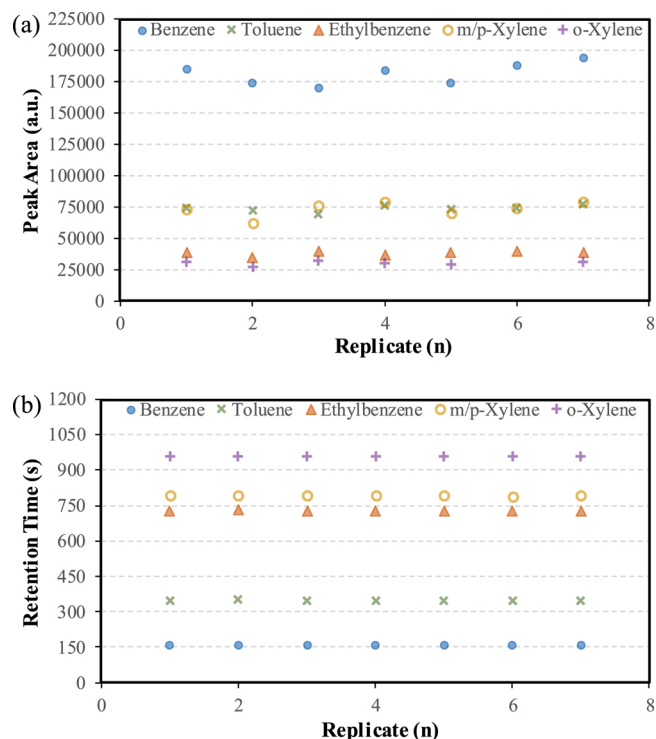 (a)
225000
Benzene Toluene Ethylbenzene m/p-Xylene o-Xylene
200000
175000
150000
125000
100000
75000
50000
25000
0
Peak Area (a.u.)
0 2 4 6 8
Replicate (n)
(b)
1200
Benzene Toluene Ethylbenzene m/p-Xylene o-Xylene
1050
900
750
600
450
300
150
0
Retention Time (s)
0 2 4 6 8
Replicate (n)